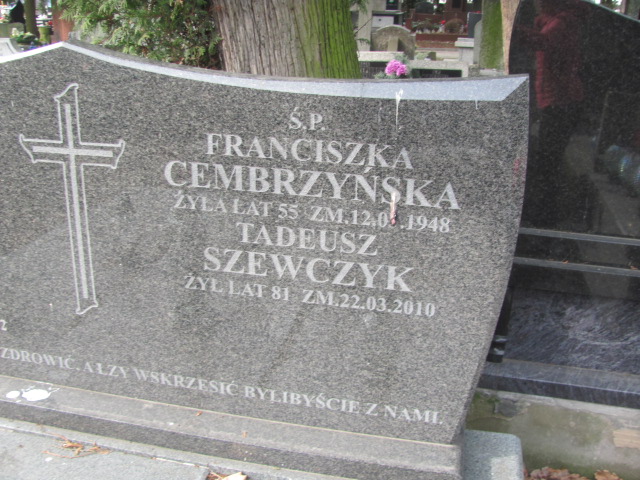 Ś.P.
FRANCISZKA
CEMBRZYŃSKA
ŻYŁA LAT 55 ZM.12. .1948
TADEUSZ
SZEWCZYK
ŻYŁ LAT 81 ZM.22.03.2010
2
ZDROWIĆ, A ŁZY WSKRZESIĆ BYLIBYŚCIE Z NAMI.